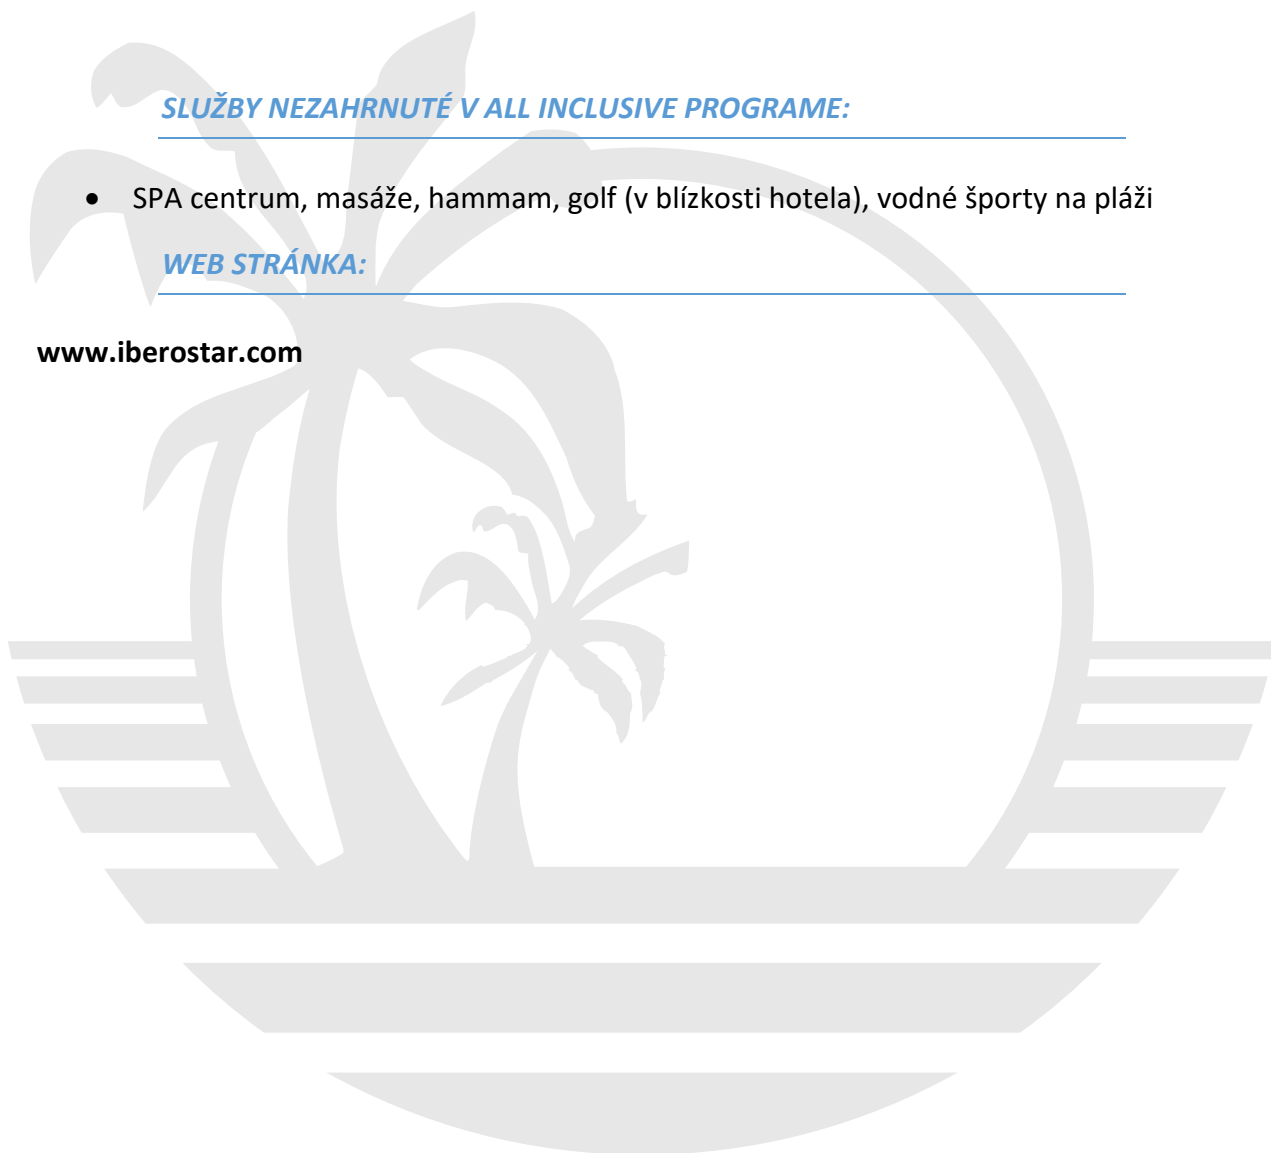 SLUŽBY NEZAHRNUTÉ V ALL INCLUSIVE PROGRAME:
• SPA centrum, masáže, hammam, golf (v blízkosti hotela), vodné športy na pláži
WEB STRÁNKA:
www.iberostar.com